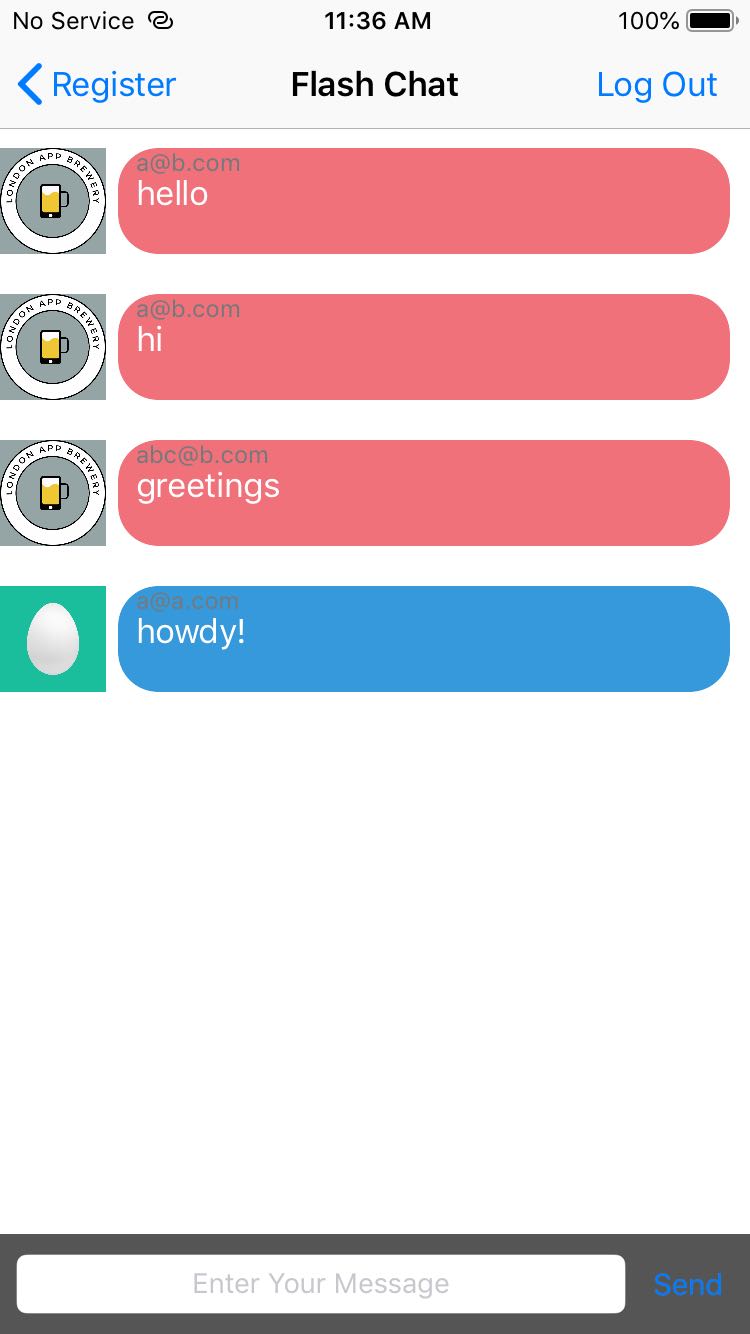 No Service 11:36 AM 100%
Register Flash Chat Log Out
LONDON APP BREWERY
a@b.com
hello
LONDON APP BREWERY
a@b.com
hi
LONDON APP BREWERY
abc@b.com
greetings
a@a.com
howdy!
Enter Your Message Send